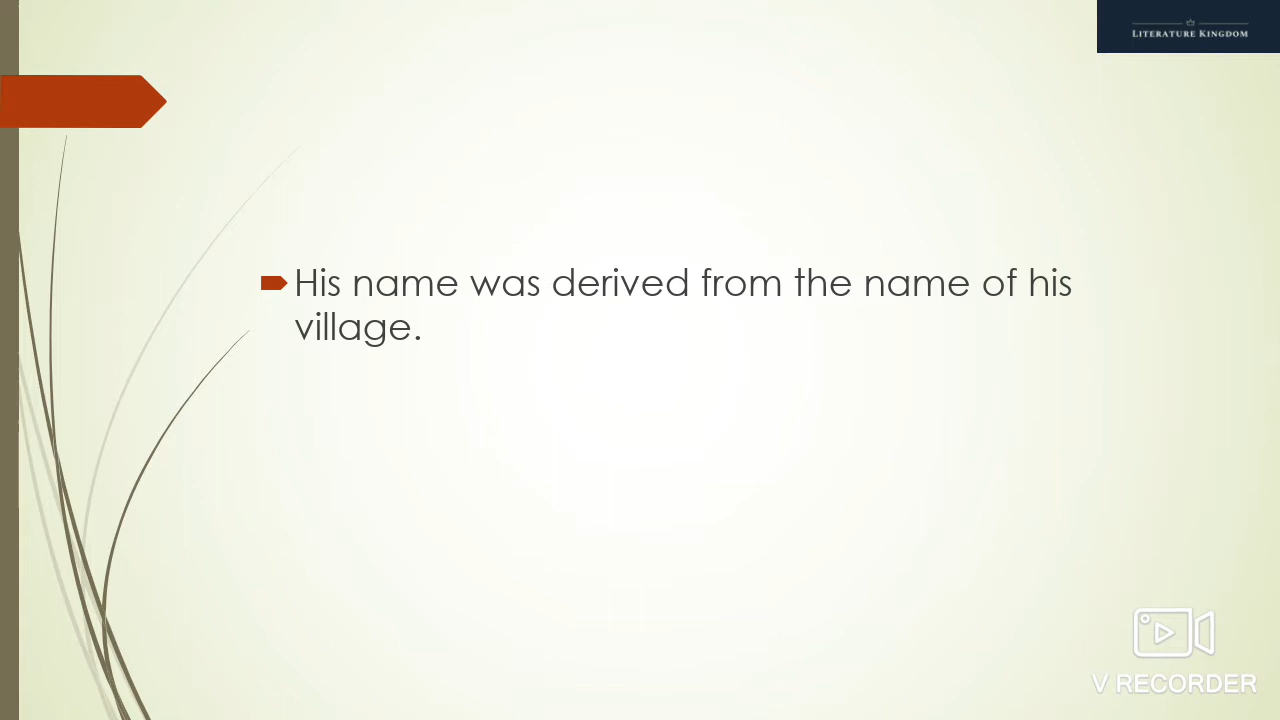 LITERATURE KINGDOM
His name was derived from the name of his
village.
V RECORDER